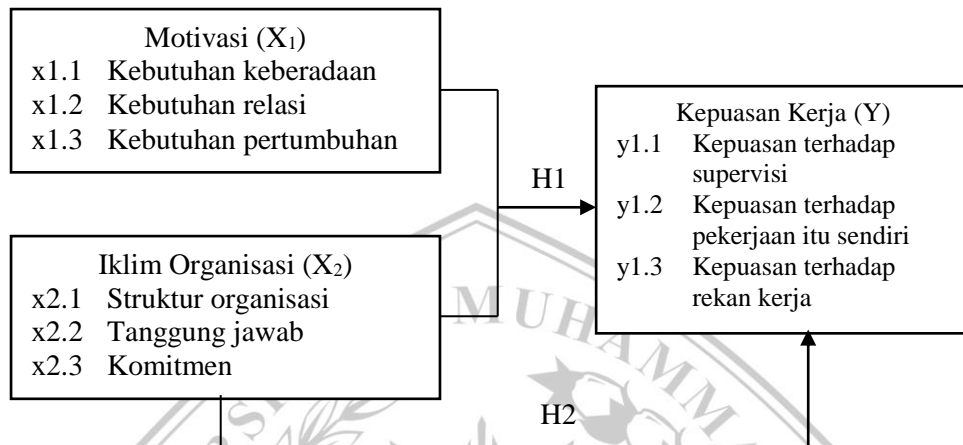 Motivasi (X₁)
x1.1 Kebutuhan keberadaan
x1.2 Kebutuhan relasi
x1.3 Kebutuhan pertumbuhan
H1
Kepuasan Kerja (Y)
y1.1 Kepuasan terhadap
supervisi
y1.2 Kepuasan terhadap
pekerjaan itu sendiri
y1.3 Kepuasan terhadap
rekan kerja
Iklim Organisasi (X₂)
x2.1 Struktur organisasi
x2.2 Tanggung jawab
x2.3 Komitmen
H2
MUHAMM